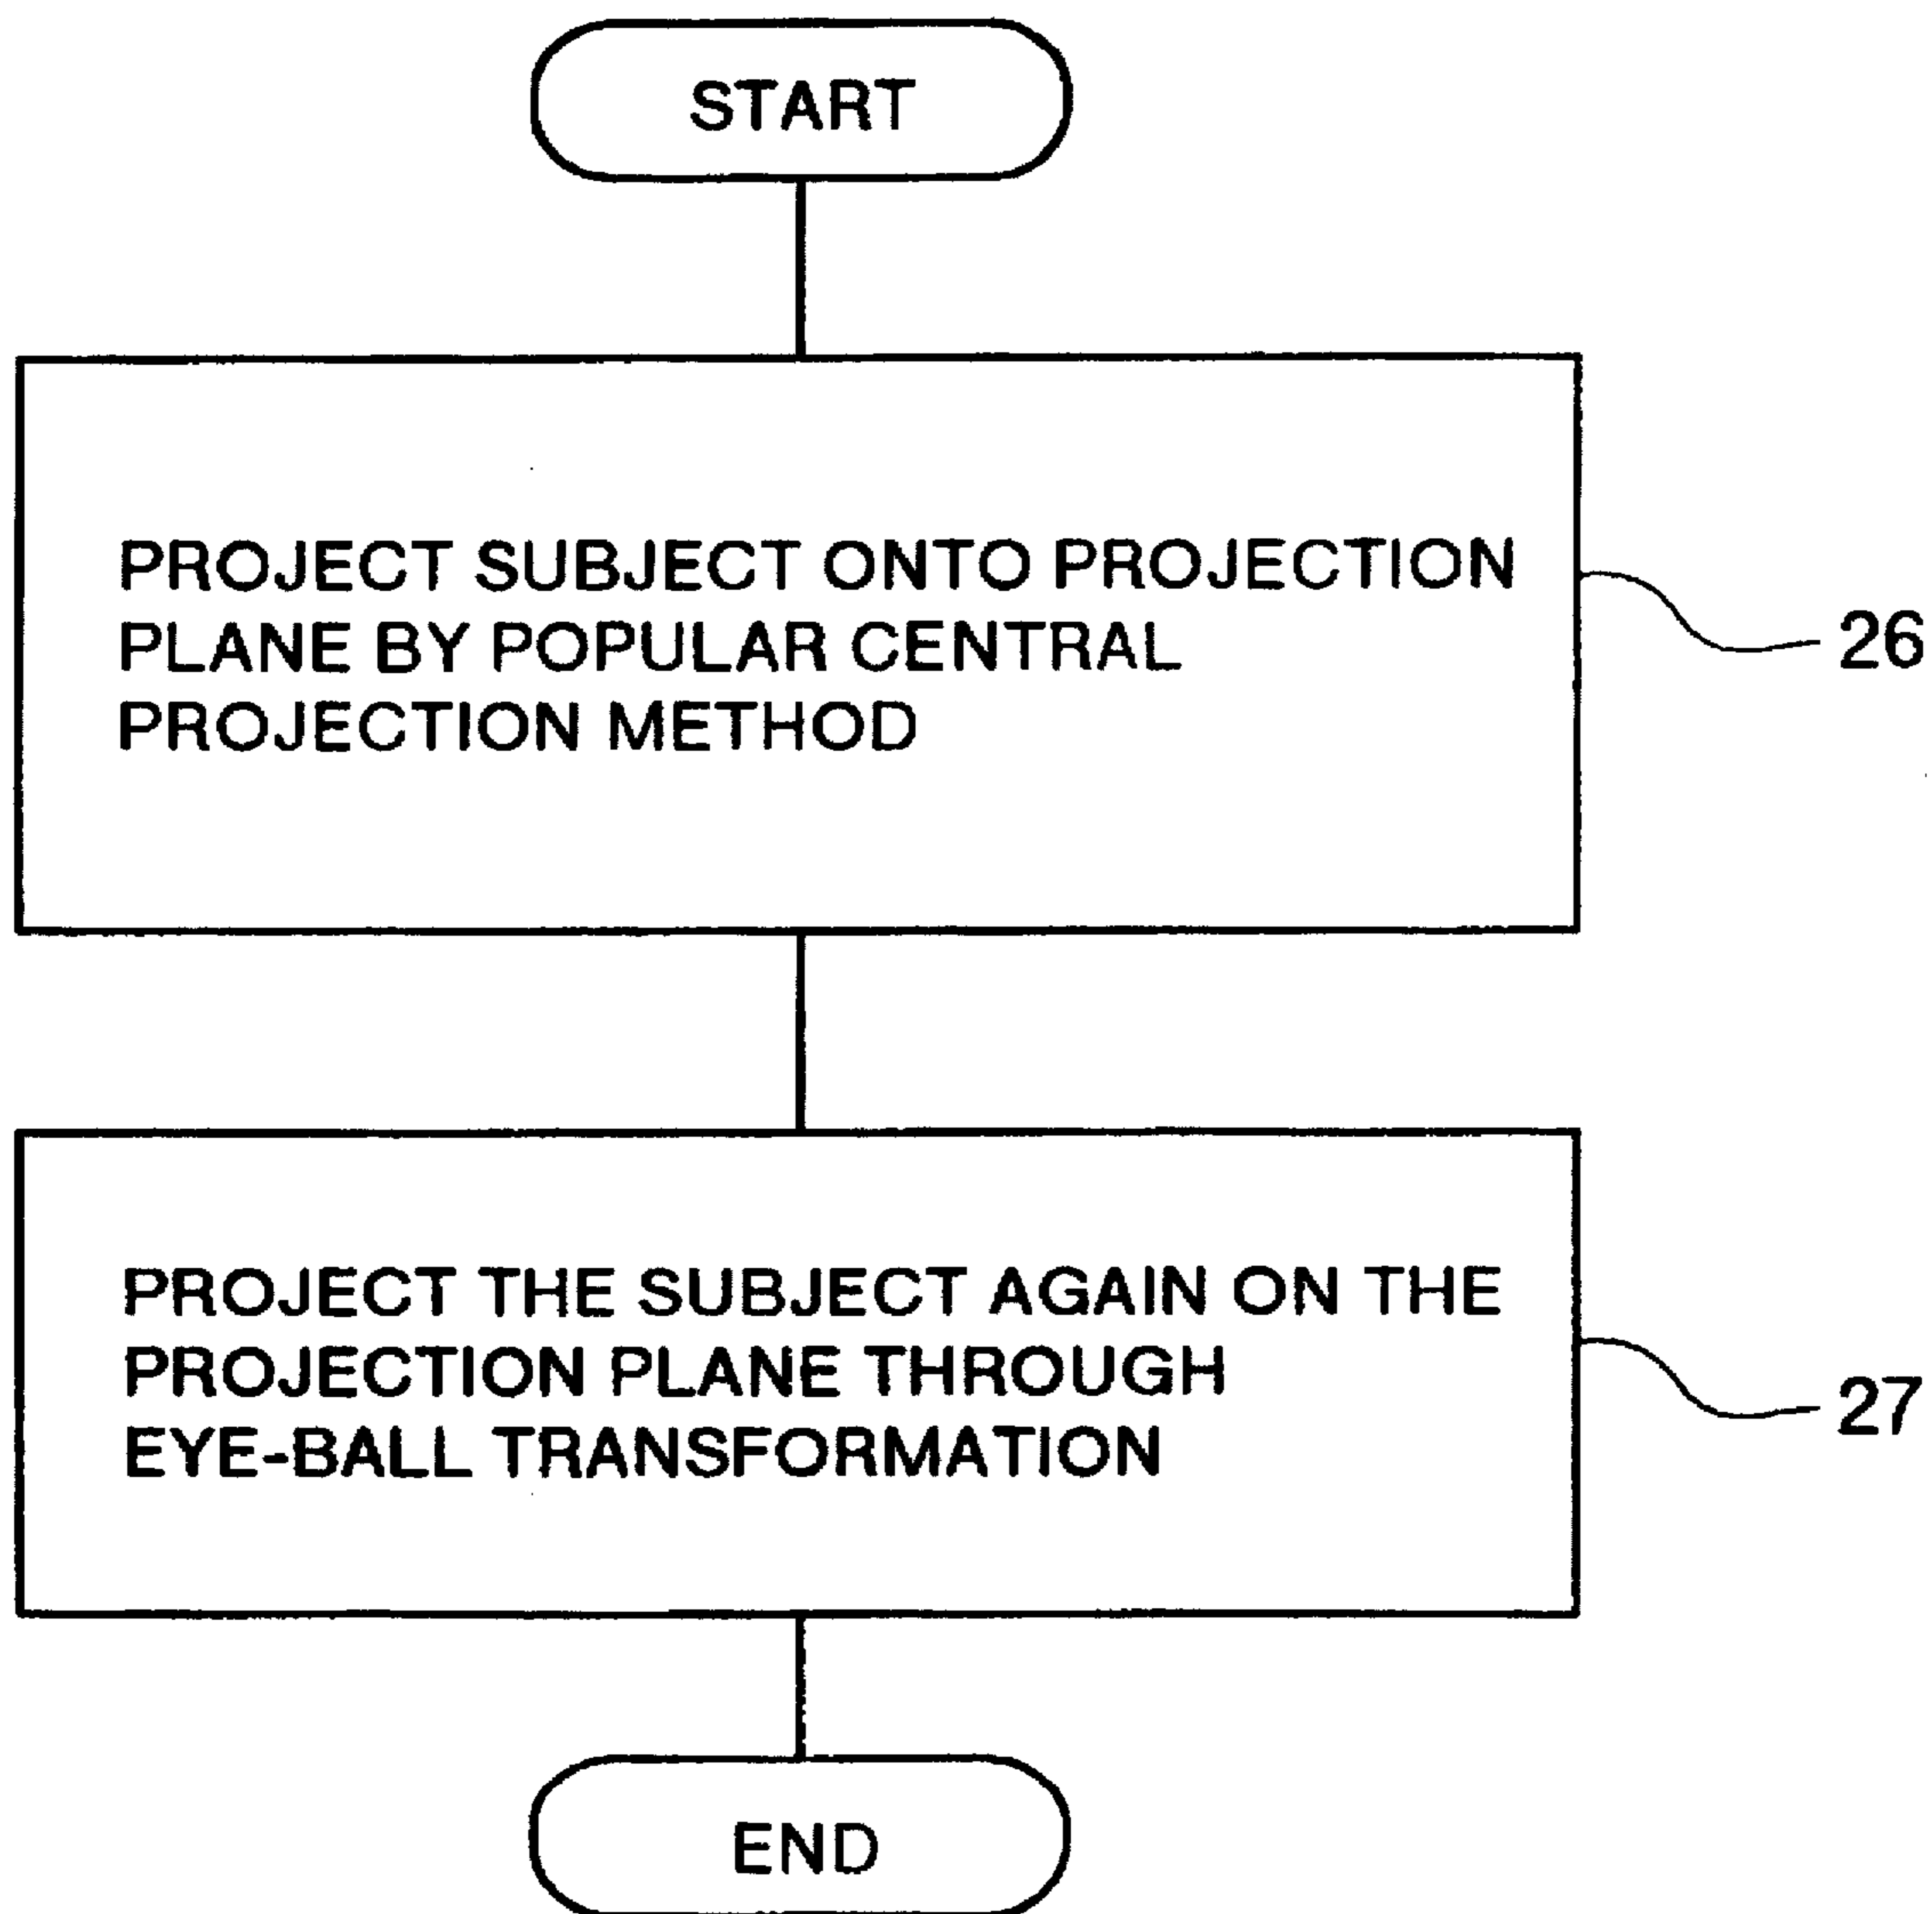 START
PROJECT SUBJECT ONTO PROJECTION
PLANE BY POPULAR CENTRAL
PROJECTION METHOD
26
PROJECT THE SUBJECT AGAIN ON THE
PROJECTION PLANE THROUGH
EYE-BALL TRANSFORMATION
27
END